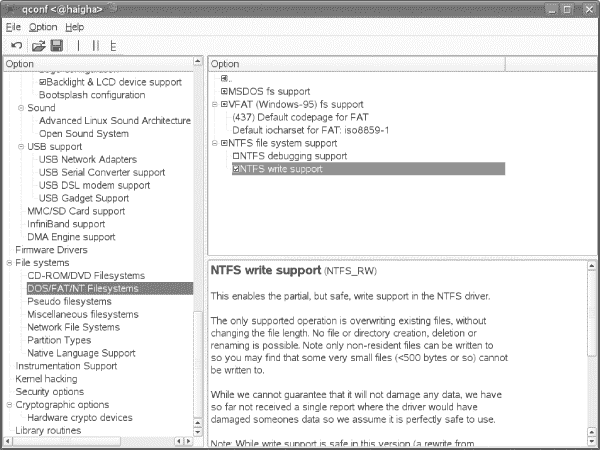 qconf <@haigha>
File Option Help
Option
Backlight & LCD device support
Bootsplash configuration
Sound
Advanced Linux Sound Architecture
Open Sound System
USB support
USB Network Adapters
USB Serial Converter support
USB DSL modem support
USB Gadget Support
MMC/SD Card support
InfiniBand support
DMA Engine support
Firmware Drivers
File systems
CD-ROM/DVD Filesystems
DOS/FAT/NT Filesystems
Pseudo filesystems
Miscellaneous filesystems
Network File Systems
Partition Types
Native Language Support
Instrumentation Support
Kernel hacking
Security options
Cryptographic options
Hardware crypto devices
Library routines
Option
..
MSDOS fs support
VFAT (Windows-95) fs support
(437) Default codepage for FAT
Default iocharset for FAT: iso8859-1
NTFS file system support
NTFS debugging support
NTFS write support
NTFS write support (NTFS_RW)
This enables the partial, but safe, write support in the NTFS driver.
The only supported operation is overwriting existing files, without
changing the file length. No file or directory creation, deletion or
renaming is possible. Note only non-resident files can be written to
so you may find that some very small files (<500 bytes or so) cannot
be written to.
While we cannot guarantee that it will not damage any data, we have
so far not received a single report where the driver would have
damaged someones data so we assume it is perfectly safe to use.
Note: While write support is safe in this version (a rewrite from